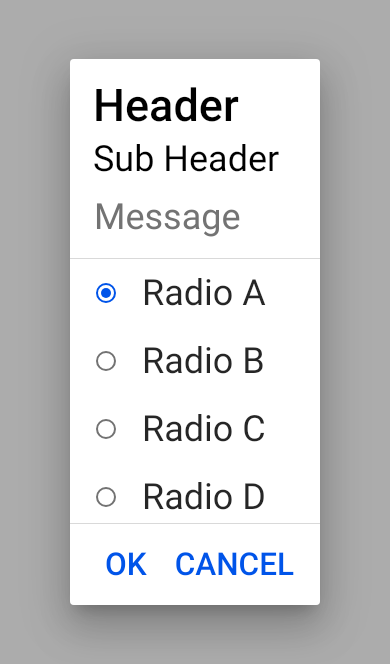 Header
Sub Header
Message
Radio A
Radio B
Radio C
Radio D
OK CANCEL